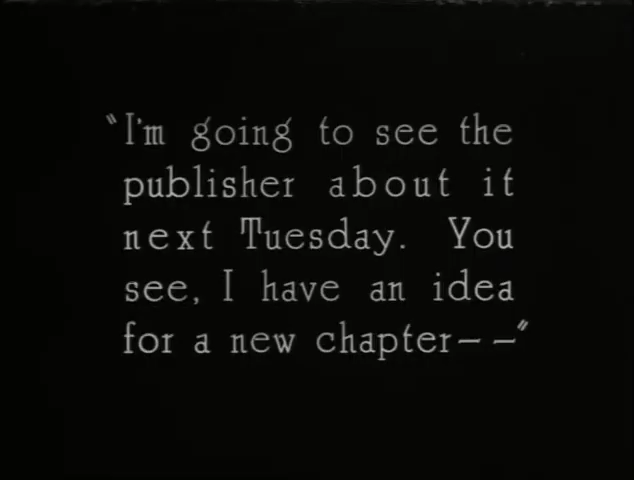 "I'm going to see the
publisher about it
next Tuesday. You
see, I have an idea
for a new chapter— —"